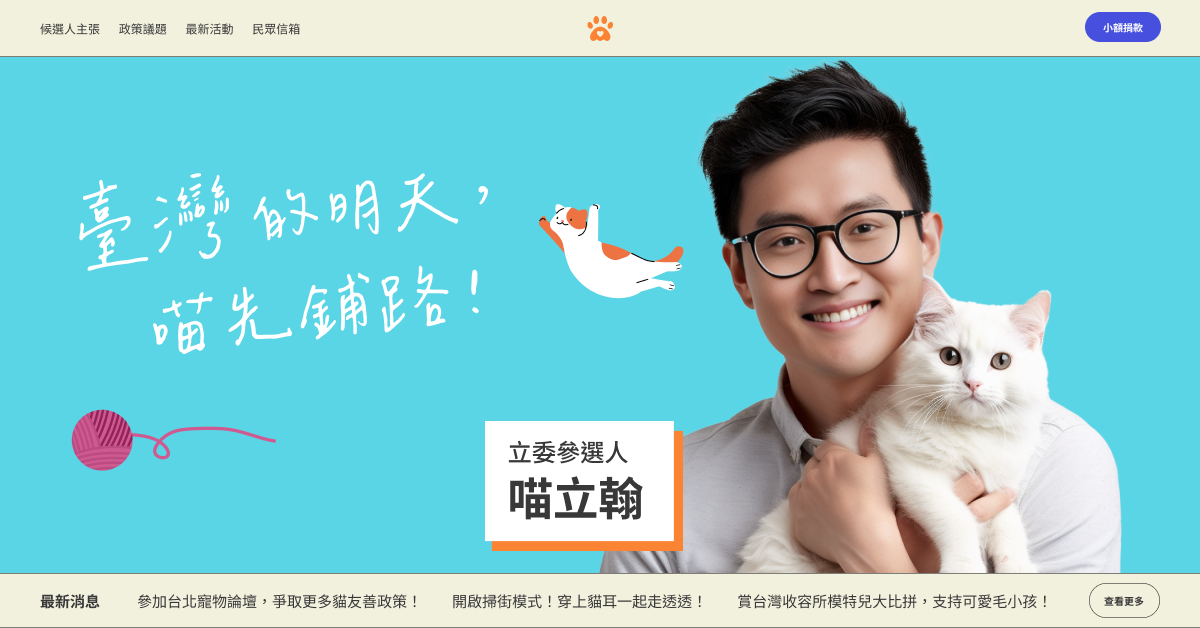 候選人主張 政策議題 最新活動 民眾信箱
小額捐款
臺灣的明天，
喵先鋪路！
立委參選人
喵立翰
最新消息 參加台北寵物論壇，爭取更多貓友善政策！ 開啟掃街模式！穿上貓耳一起走透透！ 賞台灣收容所模特兒大比拼，支持可愛毛小孩！ 查看更多